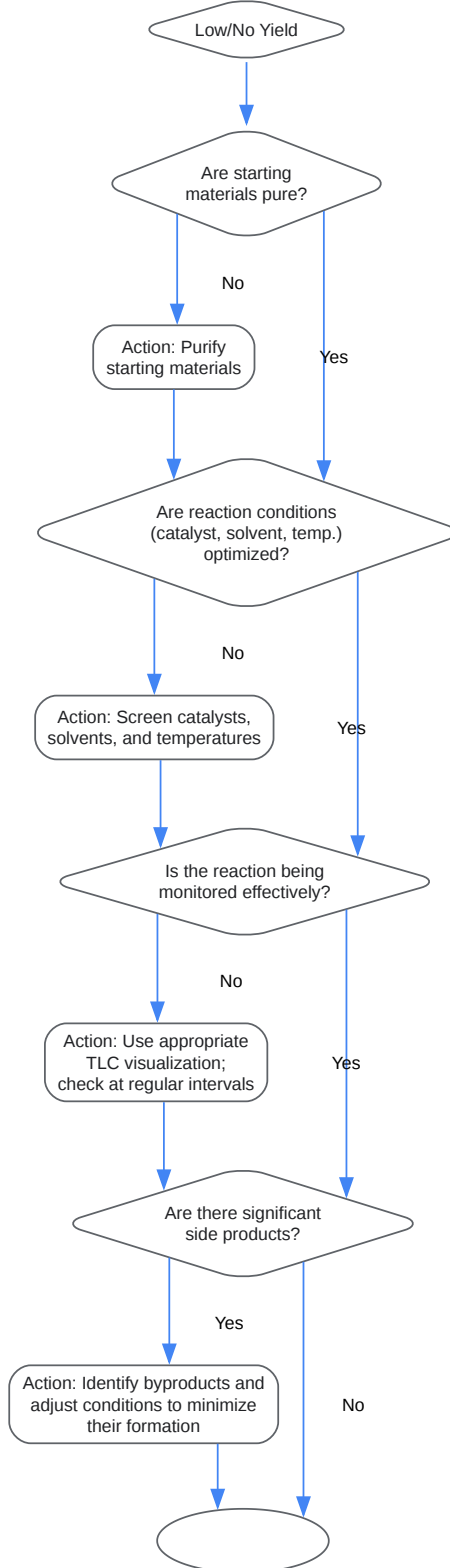 Low/No Yield
Are starting
materials pure?
No
Action: Purify
starting materials
Yes
Are reaction conditions
(catalyst, solvent, temp.)
optimized?
No
Action: Screen catalysts,
solvents, and temperatures
Yes
Is the reaction being
monitored effectively?
No
Action: Use appropriate
TLC visualization;
check at regular intervals
Yes
Are there significant
side products?
Yes
Action: Identify byproducts and
adjust conditions to minimize
their formation
No